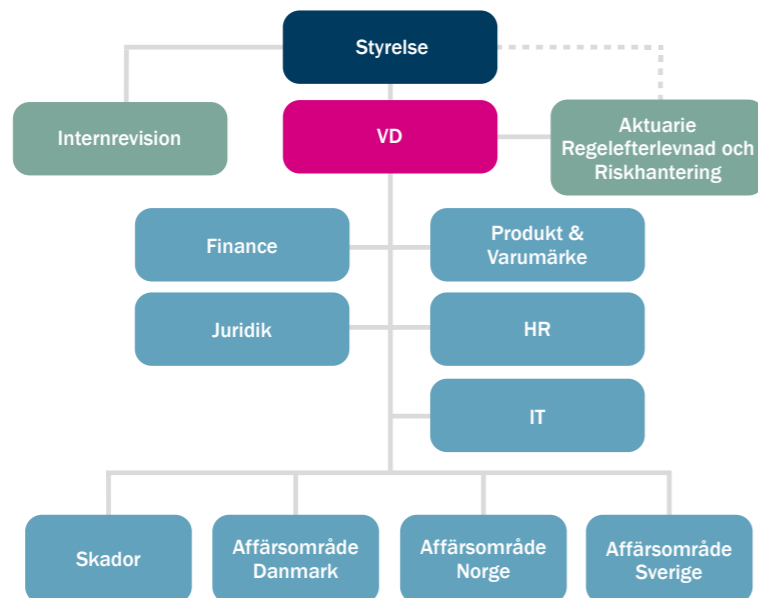 Styrelse
Internrevision
VD
Aktuarie
Regelefterlevnad och
Riskhantering
Finance
Produkt &
Varumärke
Juridik
HR
IT
Skador
Affärsområde
Danmark
Affärsområde
Norge
Affärsområde
Sverige